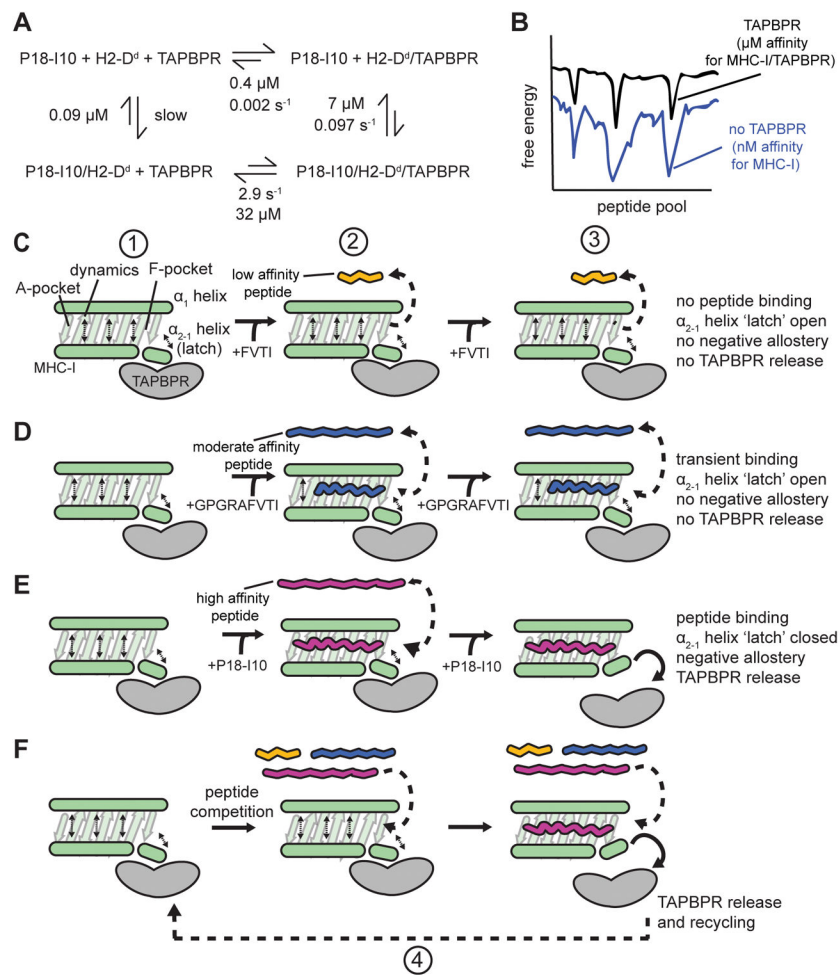 A
P18-I10 + H2-Dᵈ + TAPBPR
P18-I10 + H2-Dᵈ/TAPBPR
0.4 µM
0.002 s⁻¹
0.09 µM
slow
7 µM
0.097 s⁻¹
P18-I10/H2-Dᵈ + TAPBPR
P18-I10/H2-Dᵈ/TAPBPR
2.9 s⁻¹
32 µM
B
free energy
peptide pool
TAPBPR
(µM affinity
for MHC-I/TAPBPR)
no TAPBPR
(nM affinity
for MHC-I)
C
1
2
3
dynamics
A-pocket
F-pocket
α₁ helix
α₂₋₁ helix
(latch)
MHC-I
TAPBPR
+FVTI
low affinity
peptide
+FVTI
no peptide binding
α₂₋₁ helix ‘latch’ open
no negative allostery
no TAPBPR release
D
moderate affinity
peptide
+GPGRAFVTI
+GPGRAFVTI
transient binding
α₂₋₁ helix ‘latch’ open
no negative allostery
no TAPBPR release
E
high affinity
peptide
+P18-I10
+P18-I10
peptide binding
α₂₋₁ helix ‘latch’ closed
negative allostery
TAPBPR release
F
peptide
competition
TAPBPR release
and recycling
4